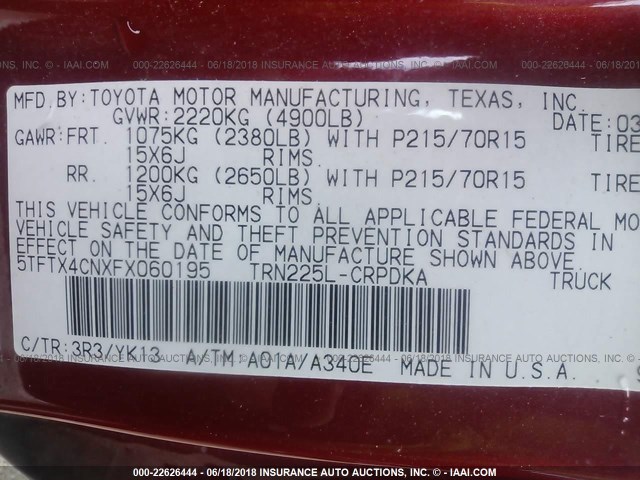 000-22626444 - 06/18/2018 INSURANCE AUTO AUCTIONS, INC. - © IAAI.COM
MFD.BY:TOYOTA MOTOR MANUFACTURING, TEXAS, INC.
GVWR:2220KG (4900LB) DATE:03
GAWR:FRT. 1075KG (2380LB) WITH P215/70R15 TIRE
15X6J RIMS,
RR. 1200KG (2650LB) WITH P215/70R15 TIRE
15X6J RIMS,
THIS VEHICLE CONFORMS TO ALL APPLICABLE FEDERAL MO
VEHICLE SAFETY AND THEFT PREVENTION STANDARDS IN
EFFECT ON THE DATE OF MANUFACTURE SHOWN ABOVE.
5TFTX4CNXFX060195 TRN225L-CRPDKA TRUCK
C/TR:3R3/YK13 A/TM:A01A/A340E MADE IN U.S.A.
000-22626444 - 06/18/2018 INSURANCE AUTO AUCTIONS, INC. - © IAAI.COM